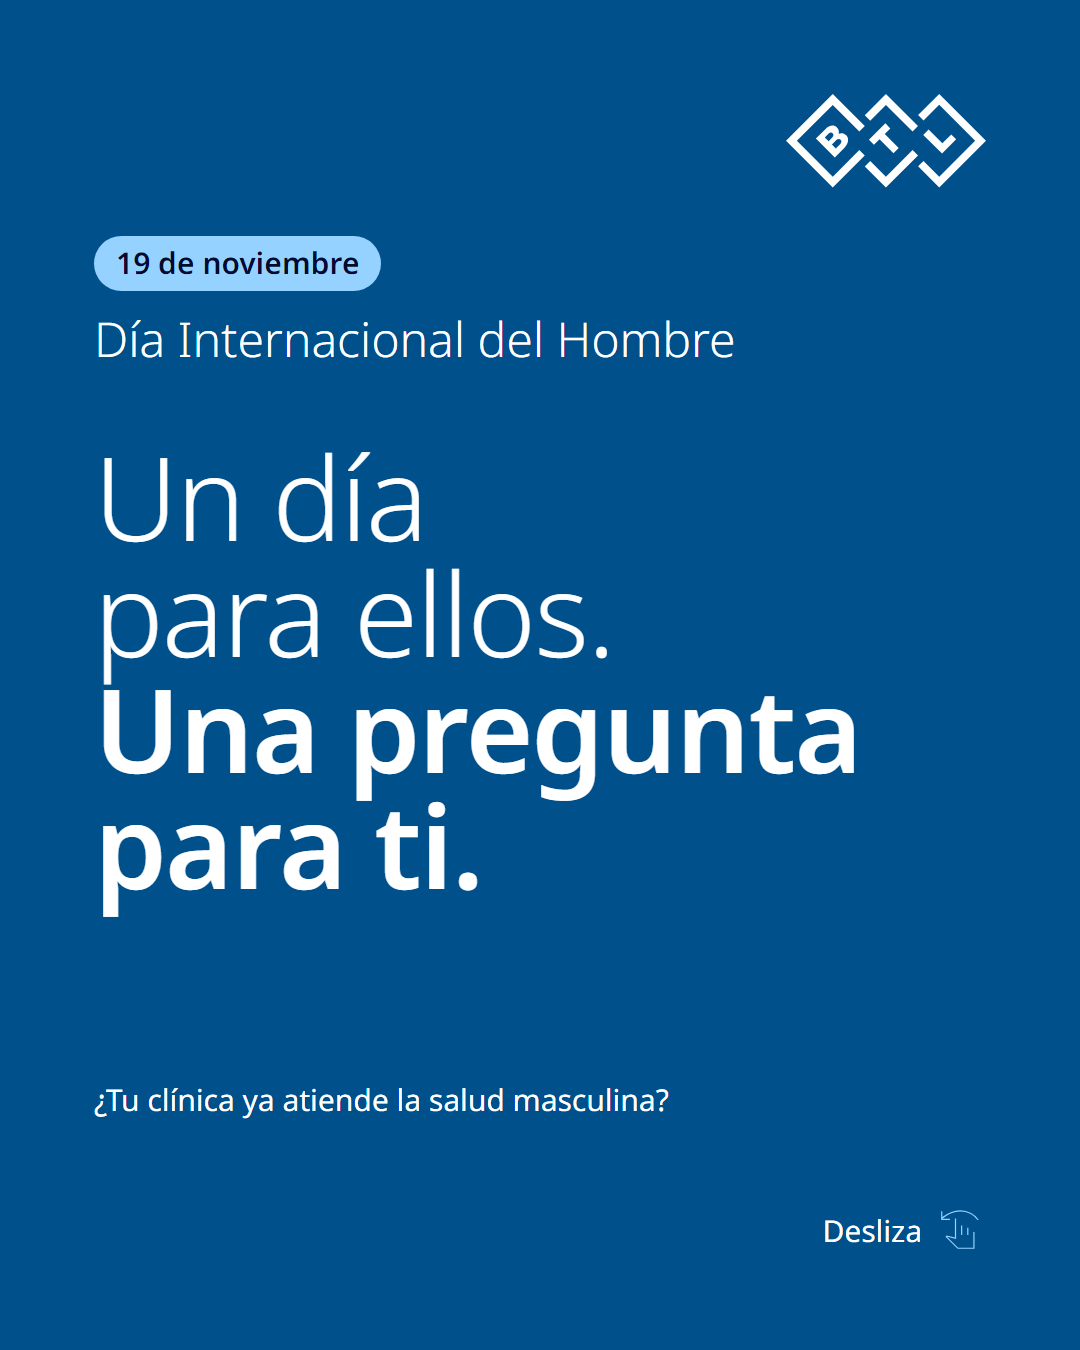 BTL
19 de noviembre
Día Internacional del Hombre
Un día
para ellos.
Una pregunta
para ti.
¿Tu clínica ya atiende la salud masculina?
Desliza